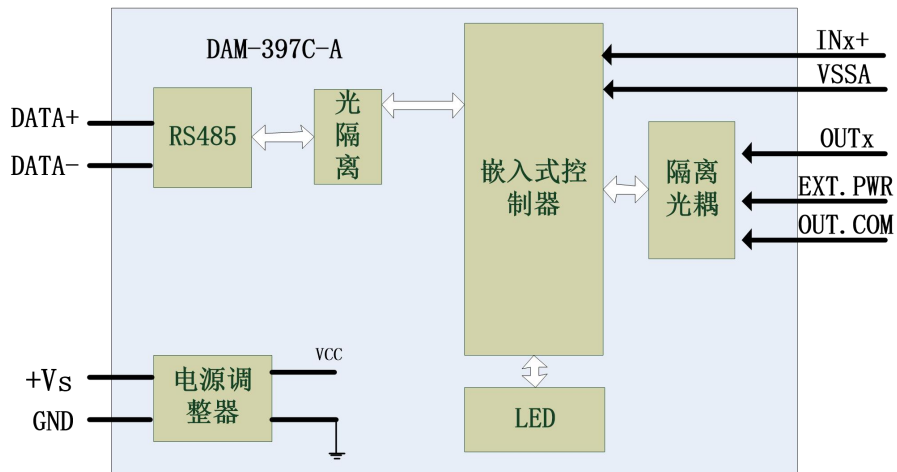 DAM-397C-A
DATA+
DATA-
RS485
光
隔
离
嵌入式控
制器
INx+
VSSA
隔离
光耦
OUTx
EXT. PWR
OUT. COM
+Vs
GND
电源调
整器
VCC
LED